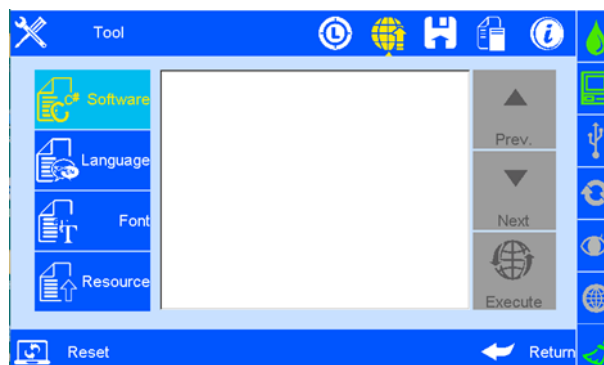 Tool
L
i
C# Software
Prev.
Language
Next
T Font
Resource
Execute
Reset
Return